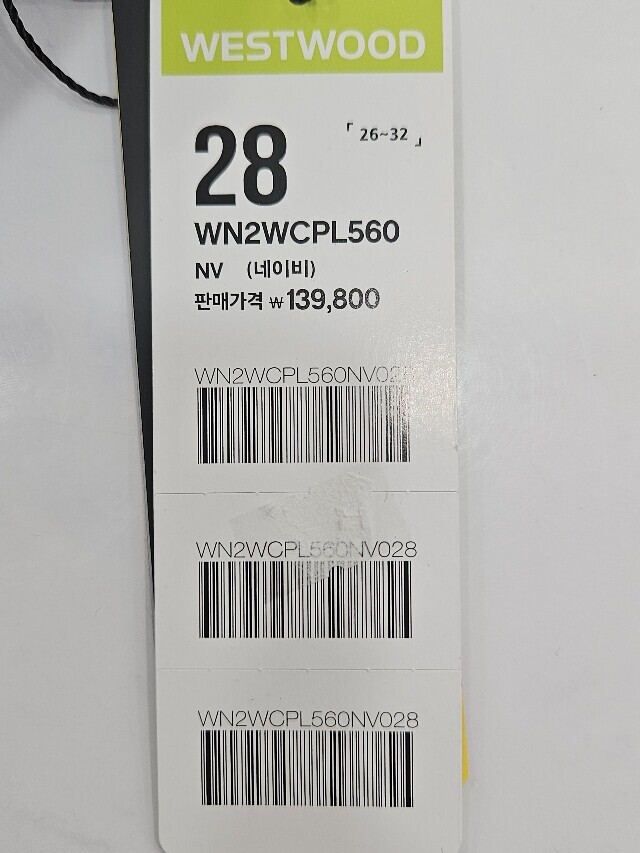 WESTWOOD
28 「 26~32 」
WN2WCPL560
NV (네이비)
판매가격 ₩139,800
WN2WCPL560NV028
WN2WCPL560NV028
WN2WCPL560NV028